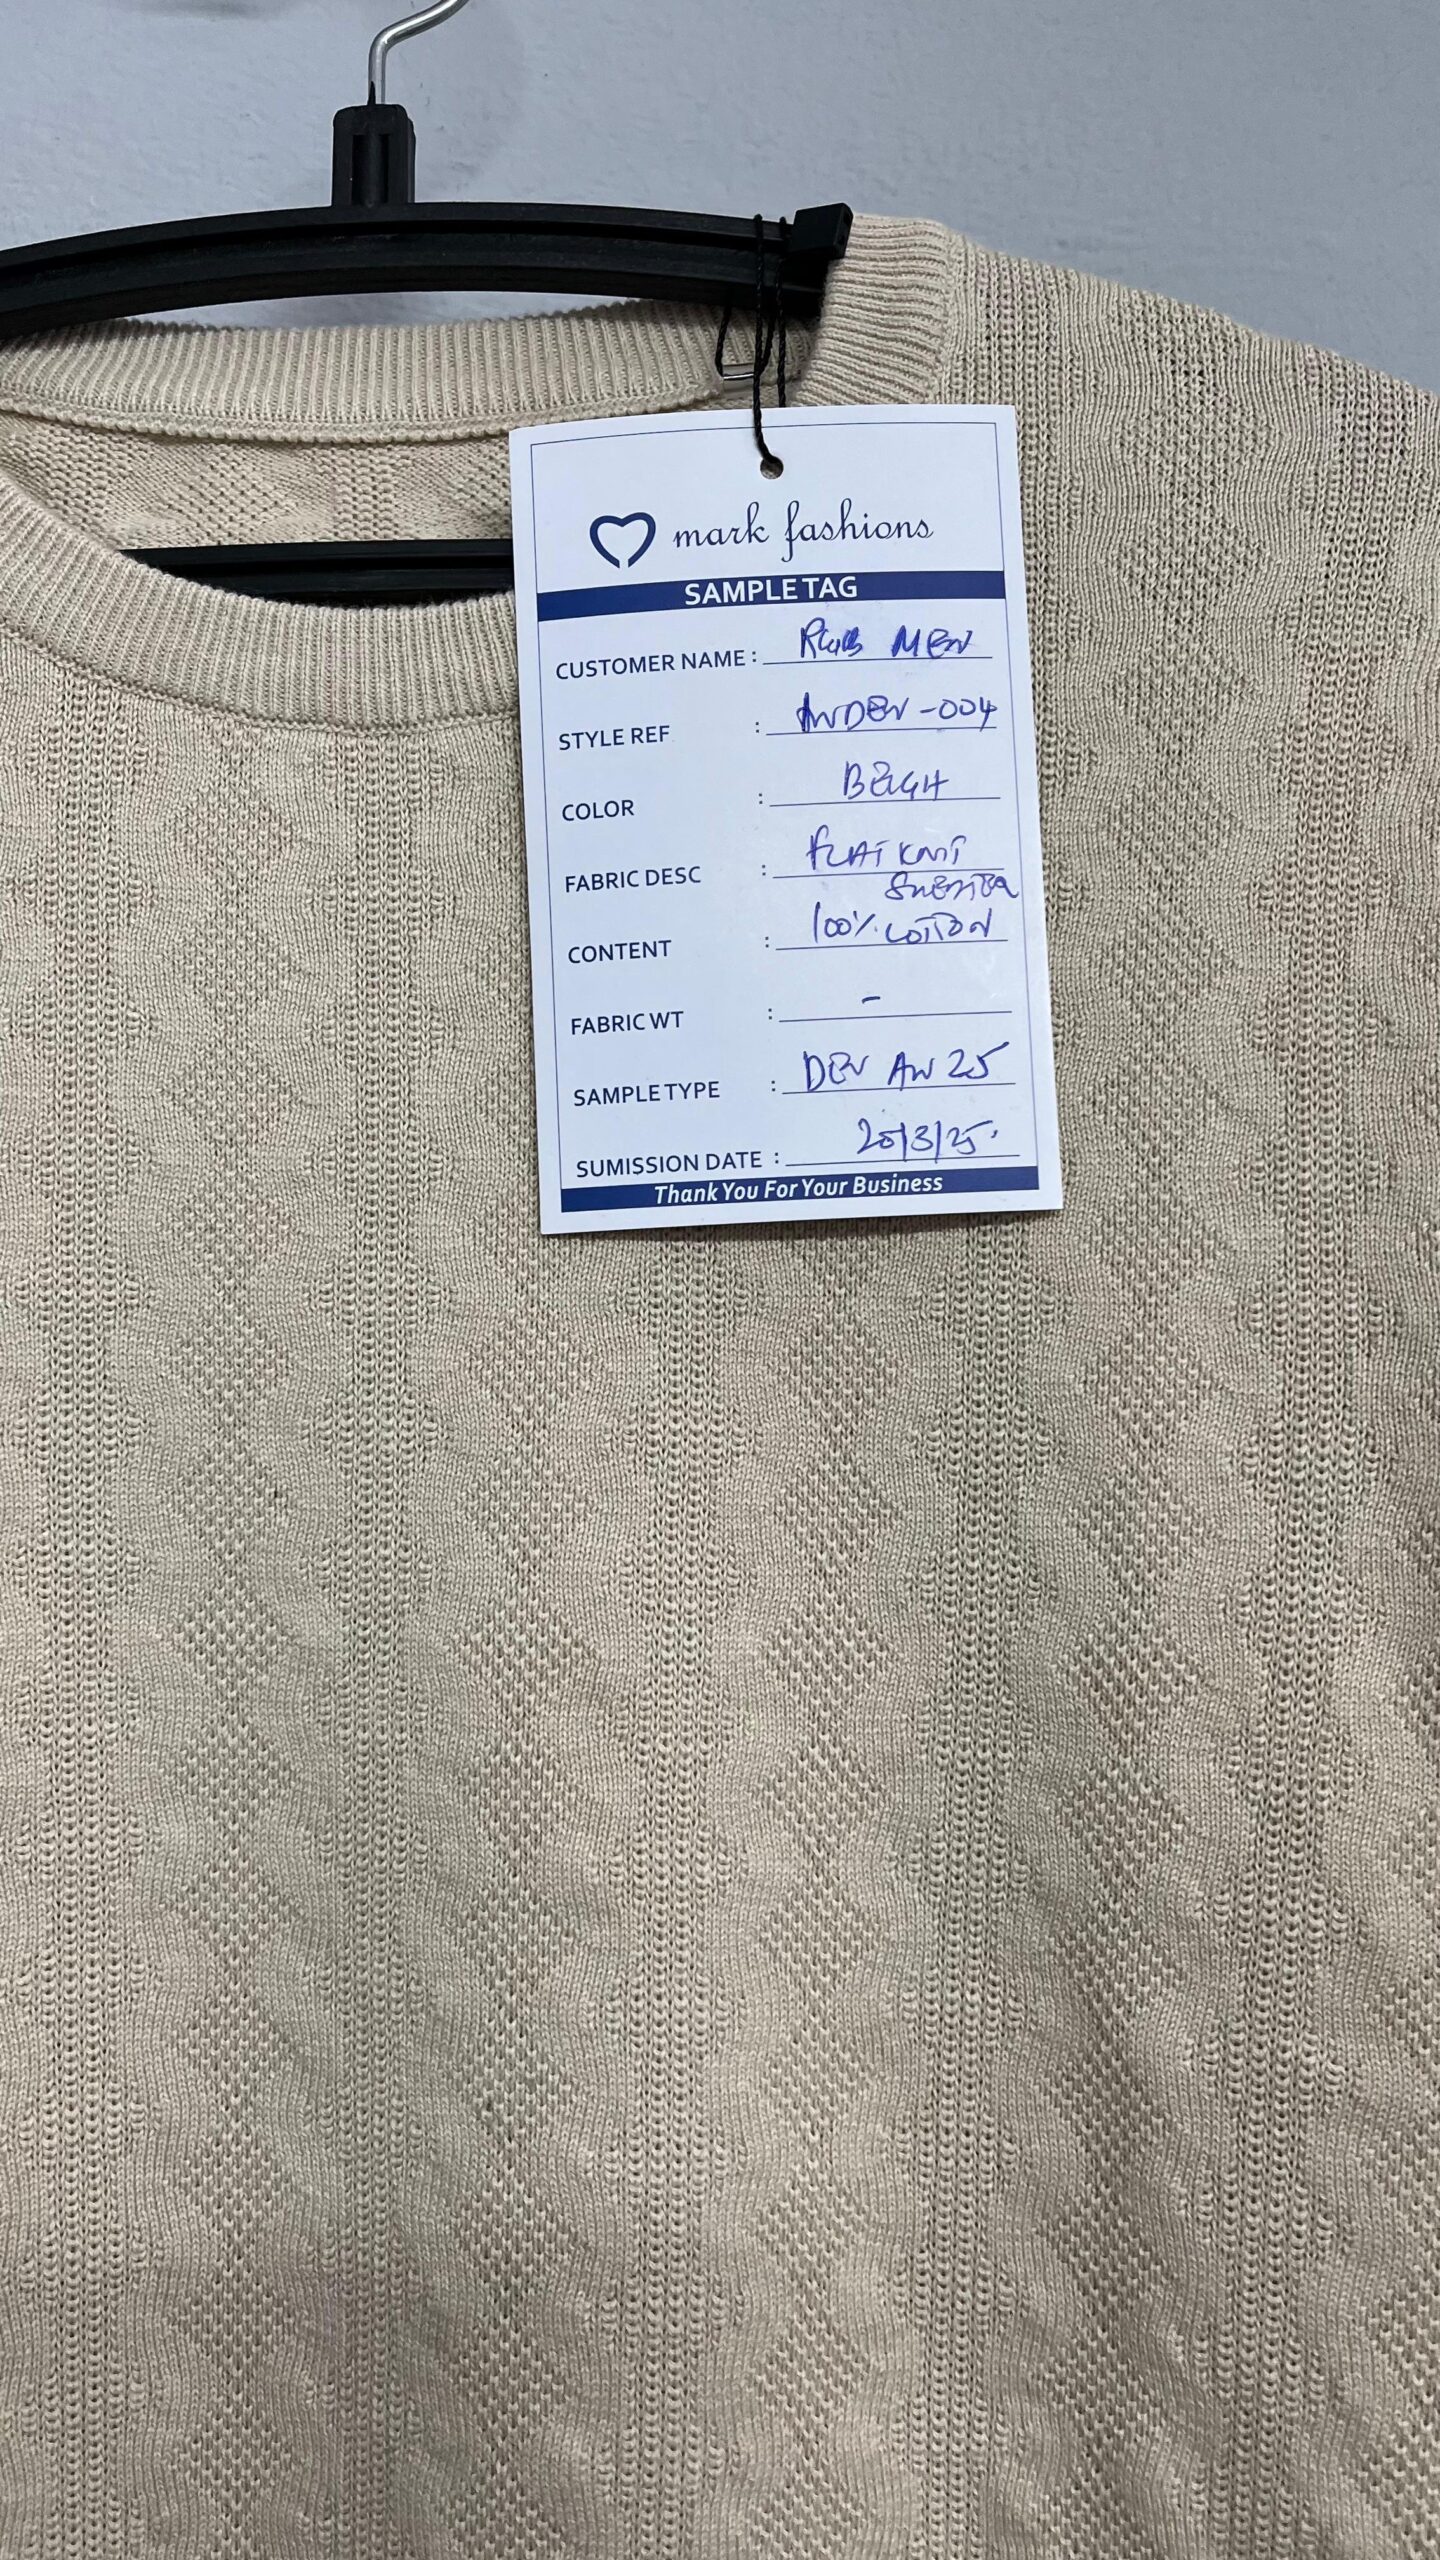 mark fashions
SAMPLE TAG
CUSTOMER NAME : MEN
STYLE REF : AWDEV -004
COLOR : BEIGH
FABRIC DESC : FLAT KNIT
SWEATER
CONTENT : 100% COTTON
FABRIC WT : -
SAMPLE TYPE : DEV AW 25
SUMISSION DATE : 20/3/25.
Thank You For Your Business